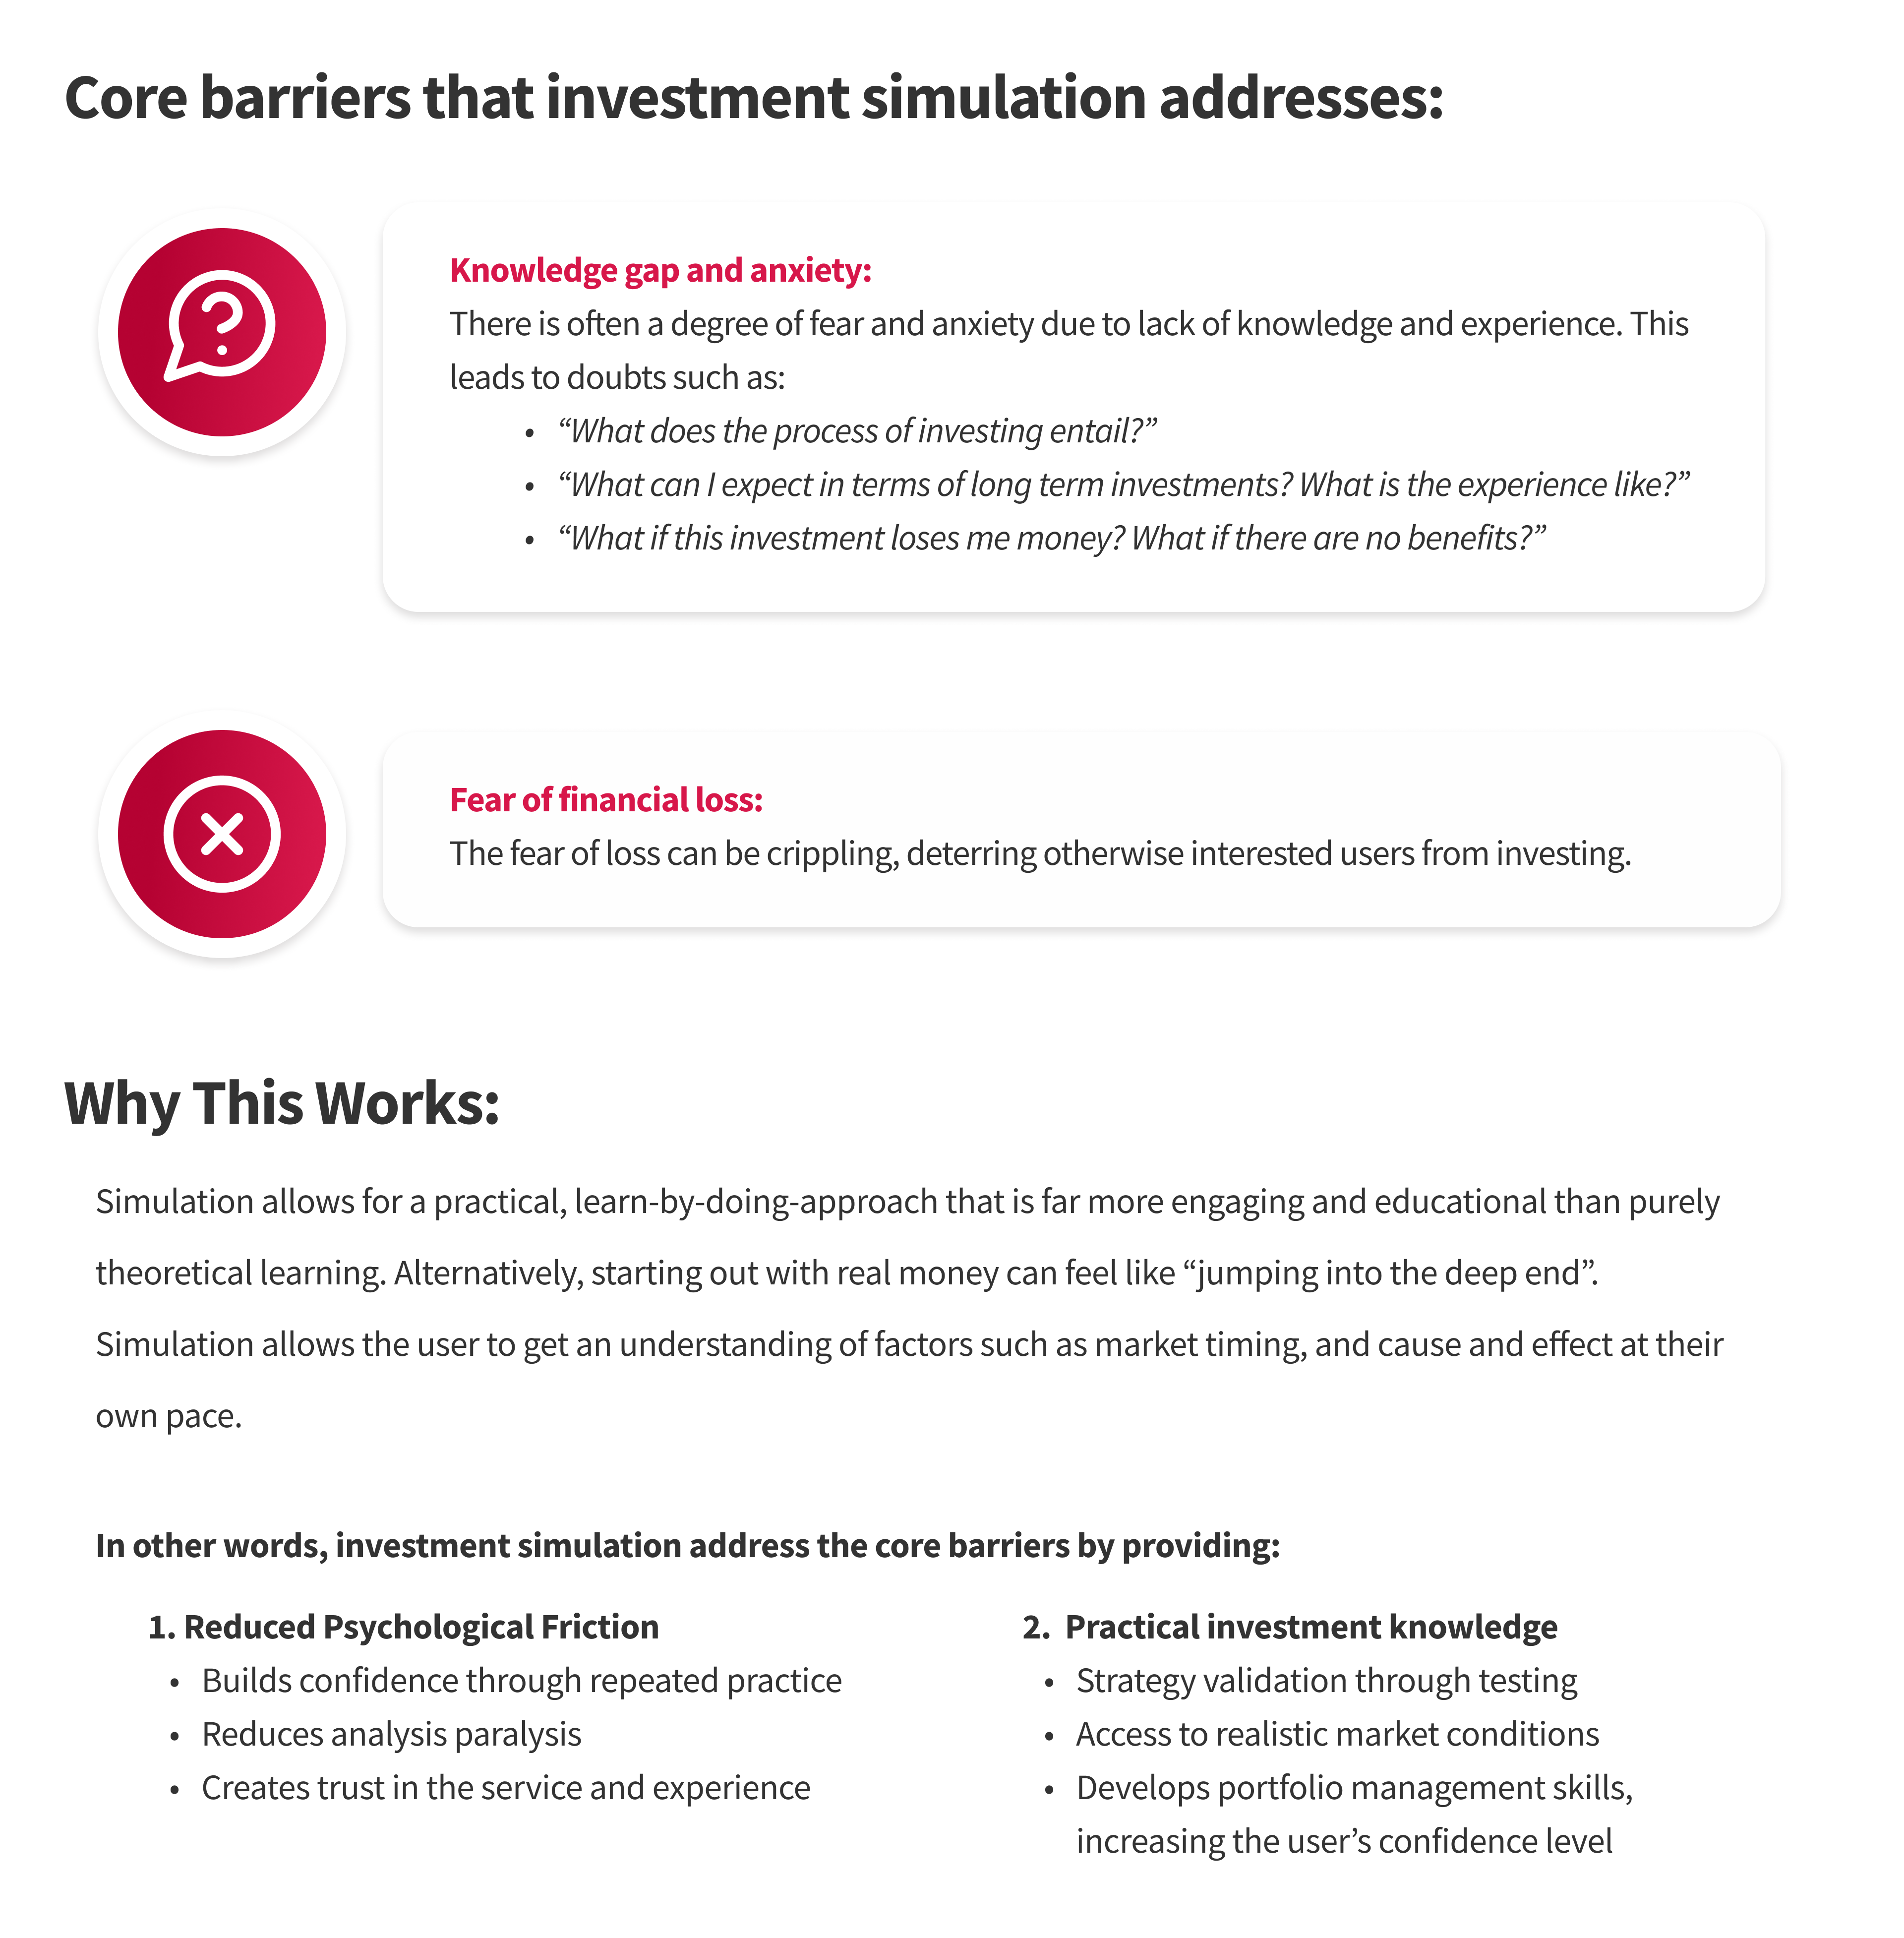 Core barriers that investment simulation addresses:
Knowledge gap and anxiety:
There is often a degree of fear and anxiety due to lack of knowledge and experience. This
leads to doubts such as:
• “What does the process of investing entail?”
• “What can I expect in terms of long term investments? What is the experience like?”
• “What if this investment loses me money? What if there are no benefits?”
Fear of financial loss:
The fear of loss can be crippling, deterring otherwise interested users from investing.
Why This Works:
Simulation allows for a practical, learn-by-doing-approach that is far more engaging and educational than purely
theoretical learning. Alternatively, starting out with real money can feel like “jumping into the deep end”.
Simulation allows the user to get an understanding of factors such as market timing, and cause and effect at their
own pace.
In other words, investment simulation address the core barriers by providing:
1. Reduced Psychological Friction
• Builds confidence through repeated practice
• Reduces analysis paralysis
• Creates trust in the service and experience
2. Practical investment knowledge
• Strategy validation through testing
• Access to realistic market conditions
• Develops portfolio management skills,
increasing the user’s confidence level